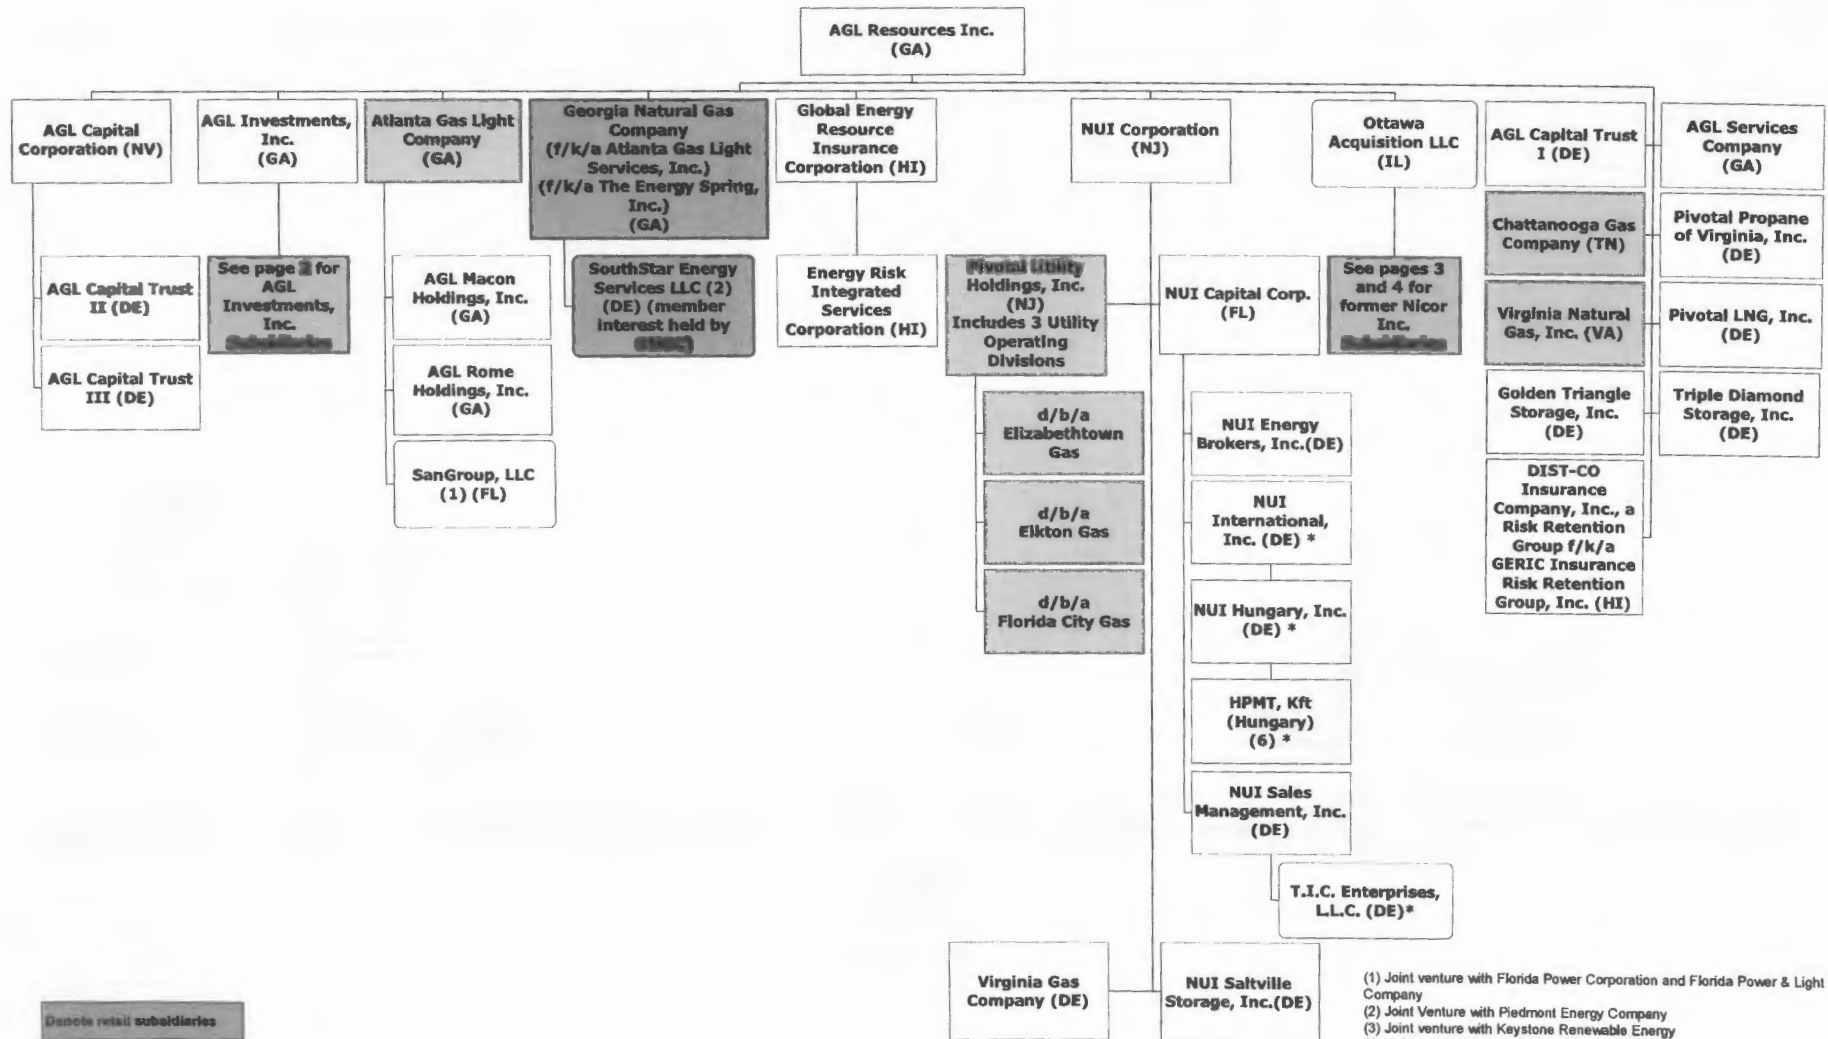 AGL Resources Inc.
(GA)
AGL Capital
Corporation (NV)
AGL Investments,
Inc.
(GA)
Atlanta Gas Light
Company
(GA)
Georgia Natural Gas
Company
(f/k/a Atlanta Gas Light
Services, Inc.)
(f/k/a The Energy Spring,
Inc.)
(GA)
Global Energy
Resource
Insurance
Corporation (HI)
NUI Corporation
(NJ)
Ottawa
Acquisition LLC
(IL)
AGL Capital Trust
I (DE)
AGL Services
Company
(GA)
AGL Capital Trust
II (DE)
AGL Capital Trust
III (DE)
See page 2 for
AGL
Investments,
Inc.
Subsidiaries
AGL Macon
Holdings, Inc.
(GA)
AGL Rome
Holdings, Inc.
(GA)
SanGroup, LLC
(1) (FL)
SouthStar Energy
Services LLC (2)
(DE) (member
interest held by
GNGC)
Energy Risk
Integrated
Services
Corporation (HI)
Pivotal Utility
Holdings, Inc.
(NJ)
Includes 3 Utility
Operating
Divisions
d/b/a
Elizabethtown
Gas
d/b/a
Elkton Gas
d/b/a
Florida City Gas
NUI Capital Corp.
(FL)
NUI Energy
Brokers, Inc.(DE)
NUI
International,
Inc. (DE) *
NUI Hungary, Inc.
(DE) *
HPMT, Kft
(Hungary)
(6) *
NUI Sales
Management, Inc.
(DE)
T.I.C. Enterprises,
L.L.C. (DE)*
Virginia Gas
Company (DE)
NUI Saltville
Storage, Inc.(DE)
See pages 3
and 4 for
former Nicor
Inc.
Subsidiaries
Chattanooga Gas
Company (TN)
Pivotal Propane
of Virginia, Inc.
(DE)
Virginia Natural
Gas, Inc. (VA)
Pivotal LNG, Inc.
(DE)
Golden Triangle
Storage, Inc.
(DE)
Triple Diamond
Storage, Inc.
(DE)
DIST-CO
Insurance
Company, Inc., a
Risk Retention
Group f/k/a
GERIC Insurance
Risk Retention
Group, Inc. (HI)
Denote retail subsidiaries
(1) Joint venture with Florida Power Corporation and Florida Power & Light
Company
(2) Joint Venture with Piedmont Energy Company
(3) Joint venture with Keystone Renewable Energy